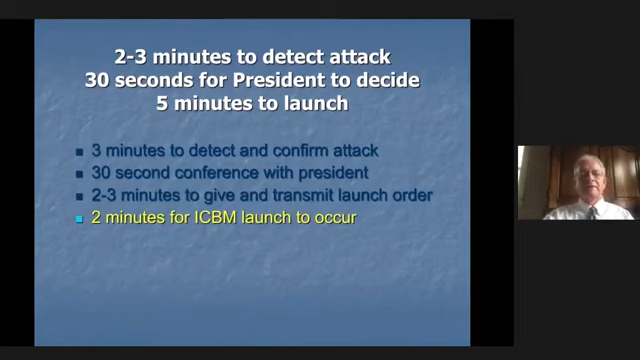 2-3 minutes to detect attack
30 seconds for President to decide
5 minutes to launch
3 minutes to detect and confirm attack
30 second conference with president
2-3 minutes to give and transmit launch order
2 minutes for ICBM launch to occur